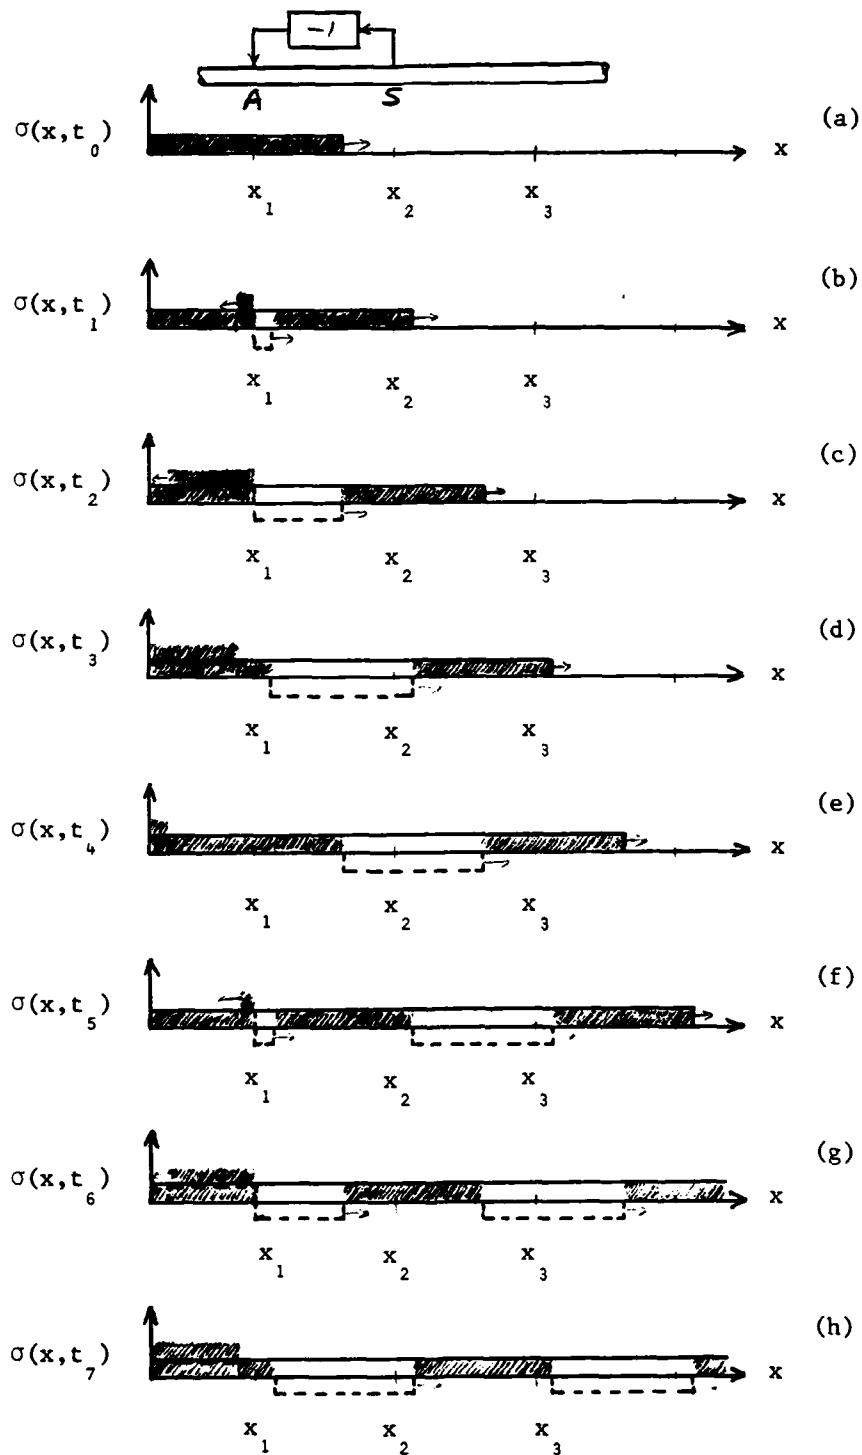 -1
A S
σ(x,t₀) x (a)
x₁ x₂ x₃
σ(x,t₁) x (b)
x₁ x₂ x₃
σ(x,t₂) x (c)
x₁ x₂ x₃
σ(x,t₃) x (d)
x₁ x₂ x₃
σ(x,t₄) x (e)
x₁ x₂ x₃
σ(x,t₅) x (f)
x₁ x₂ x₃
σ(x,t₆) x (g)
x₁ x₂ x₃
σ(x,t₇) x (h)
x₁ x₂ x₃